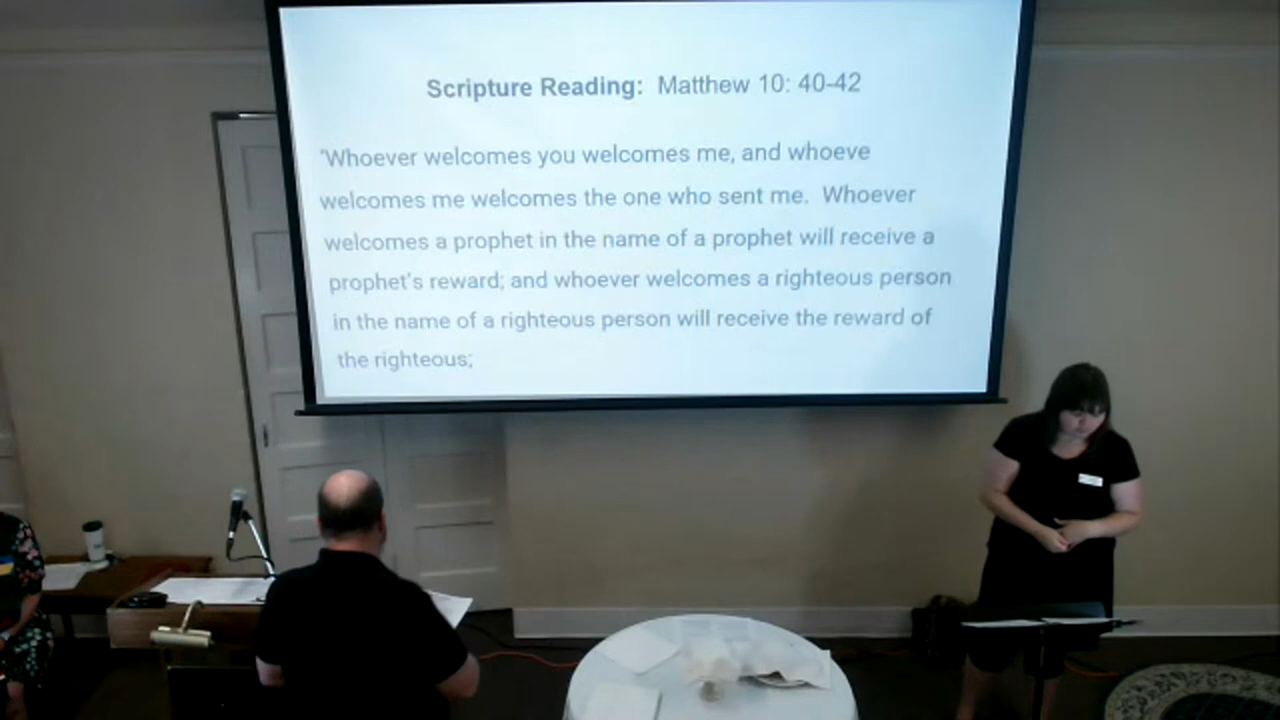 Scripture Reading: Matthew 10: 40-42
'Whoever welcomes you welcomes me, and whoeve
welcomes me welcomes the one who sent me. Whoever
welcomes a prophet in the name of a prophet will receive a
prophet's reward; and whoever welcomes a righteous person
in the name of a righteous person will receive the reward of
the righteous;